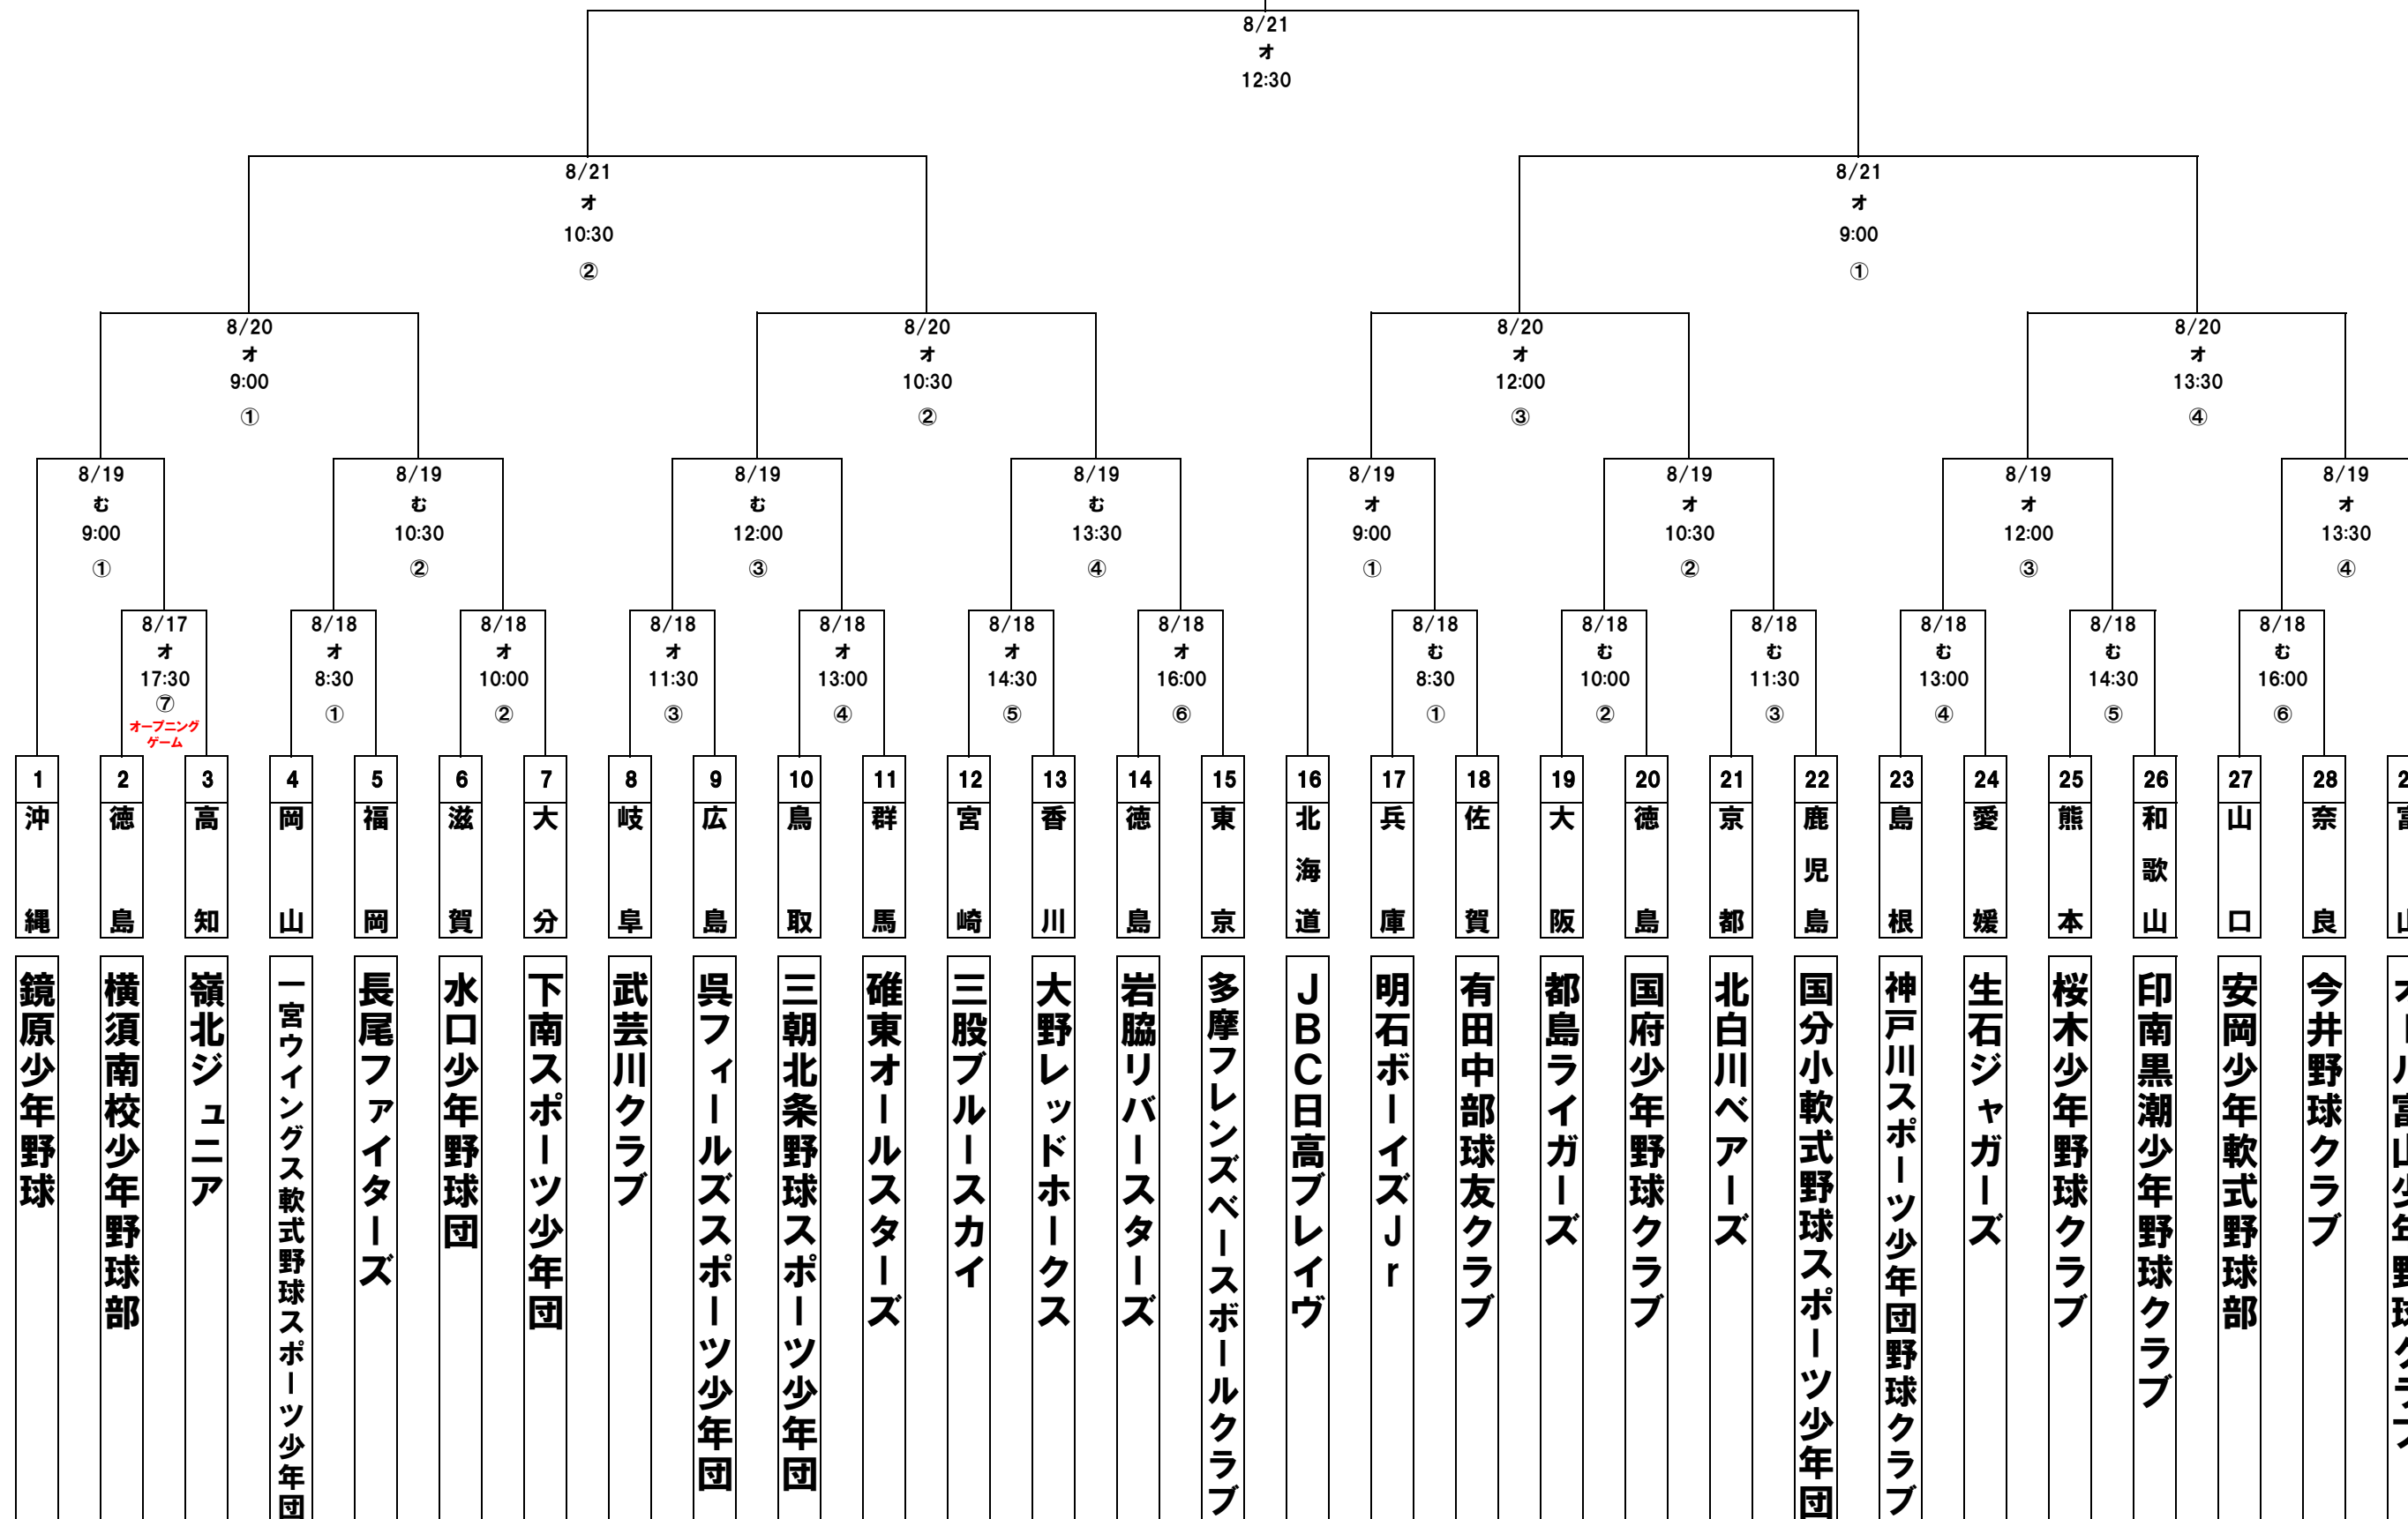 8/21
オ
12:30
8/21
オ
10:30
②
8/21
オ
9:00
①
8/20
オ
9:00
①
8/20
オ
10:30
②
8/20
オ
12:00
③
8/20
オ
13:30
④
8/19
む
9:00
①
8/19
む
10:30
②
8/19
む
12:00
③
8/19
む
13:30
④
8/19
オ
9:00
①
8/19
オ
10:30
②
8/19
オ
12:00
③
8/19
オ
13:30
④
8/17
オ
17:30
⑦
オープニング
ゲーム
8/18
オ
8:30
①
8/18
オ
10:00
②
8/18
オ
11:30
③
8/18
オ
13:00
④
8/18
オ
14:30
⑤
8/18
オ
16:00
⑥
8/18
む
8:30
①
8/18
む
10:00
②
8/18
む
11:30
③
8/18
む
13:00
④
8/18
む
14:30
⑤
8/18
む
16:00
⑥
1
沖縄
鏡原少年野球
2
徳島
横須南校少年野球部
3
高知
嶺北ジュニア
4
岡山
一宮ウイングス軟式野球スポーツ少年団
5
福岡
長尾ファイターズ
6
滋賀
水口少年野球団
7
大分
下南スポーツ少年団
8
岐阜
武芸川クラブ
9
広島
呉フィールズスポーツ少年団
10
鳥取
三朝北条野球スポーツ少年団
11
群馬
碓東オールスターズ
12
宮崎
三股ブルースカイ
13
香川
大野レッドホークス
14
徳島
岩脇リバースターズ
15
東京
多摩フレンズベースボールクラブ
16
北海道
ＪＢＣ日高ブレイヴ
17
兵庫
明石ボーイズＪｒ
18
佐賀
有田中部球友クラブ
19
大阪
都島ライガーズ
20
徳島
国府少年野球クラブ
21
京都
北白川ベアーズ
22
鹿児島
国分小軟式野球スポーツ少年団
23
島根
神戸川スポーツ少年団野球クラブ
24
愛媛
生石ジャガーズ
25
熊本
桜木少年野球クラブ
26
和歌山
印南黒潮少年野球クラブ
27
山口
安岡少年軟式野球部
28
奈良
今井野球クラブ